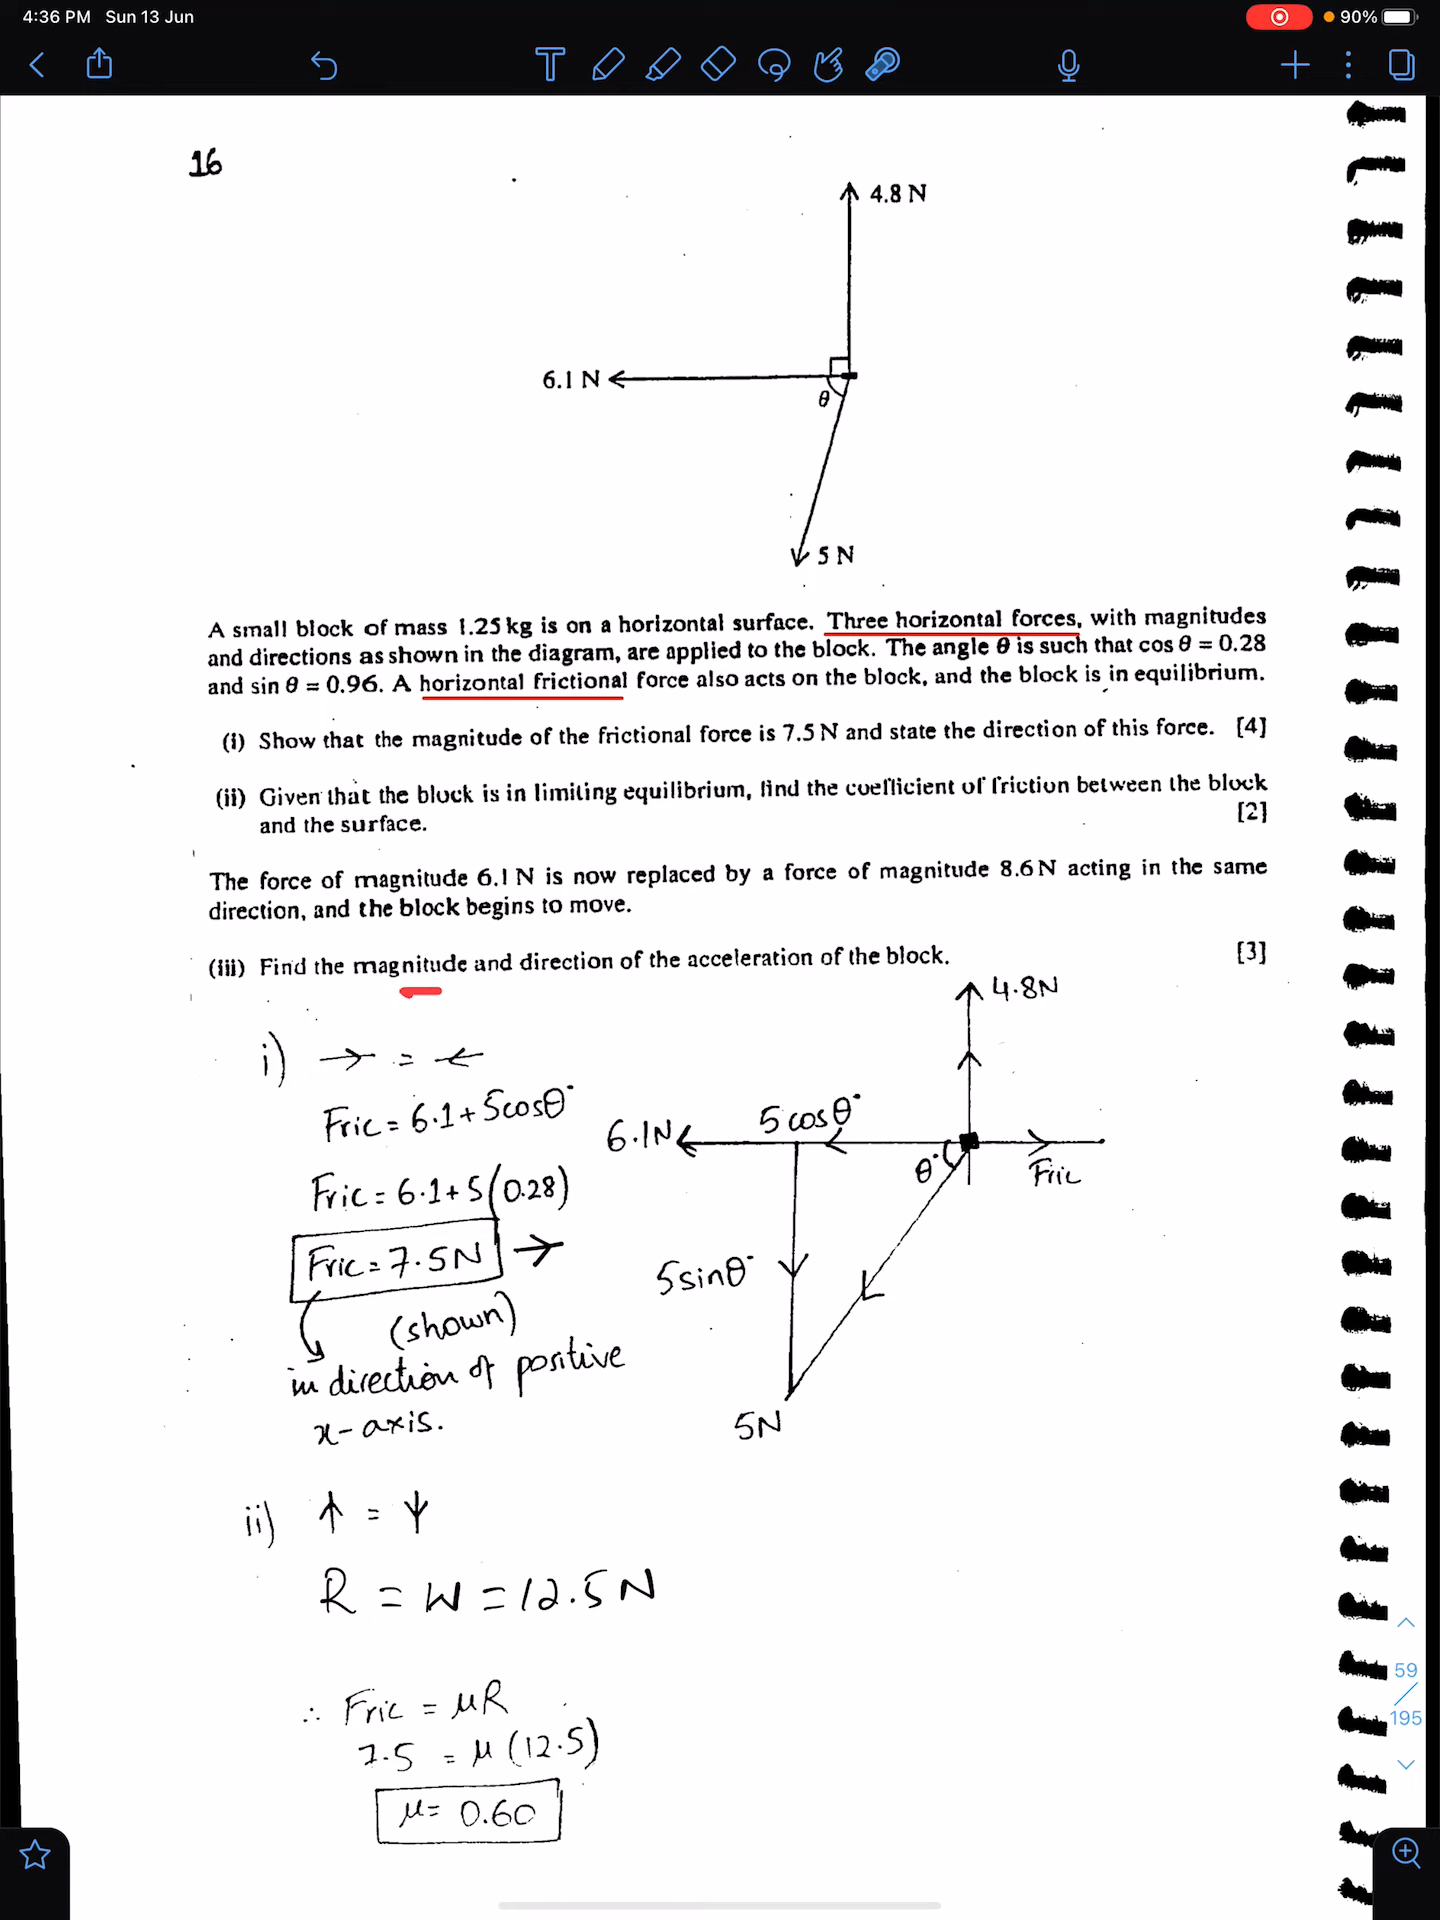 4:36 PM Sun 13 Jun
90%
16
4.8 N
6.1 N
θ
5 N
A small block of mass 1.25 kg is on a horizontal surface. Three horizontal forces, with magnitudes
and directions as shown in the diagram, are applied to the block. The angle θ is such that cos θ = 0.28
and sin θ = 0.96. A horizontal frictional force also acts on the block, and the block is in equilibrium.
(i) Show that the magnitude of the frictional force is 7.5 N and state the direction of this force. [4]
(ii) Given that the block is in limiting equilibrium, find the coefficient of friction between the block
and the surface. [2]
The force of magnitude 6.1 N is now replaced by a force of magnitude 8.6 N acting in the same
direction, and the block begins to move.
(iii) Find the magnitude and direction of the acceleration of the block. [3]
4.8N
i) → = ←
Fric = 6.1 + 5cosθ°
6.1N
5cosθ°
θ°
Fric
Fric = 6.1 + 5(0.28)
Fric = 7.5N →
5sinθ°
(shown)
in direction of positive
x-axis.
5N
ii) ↑ = ↓
R = W = 12.5 N
59
195
∴ Fric = μR
7.5 = μ (12.5)
μ = 0.60